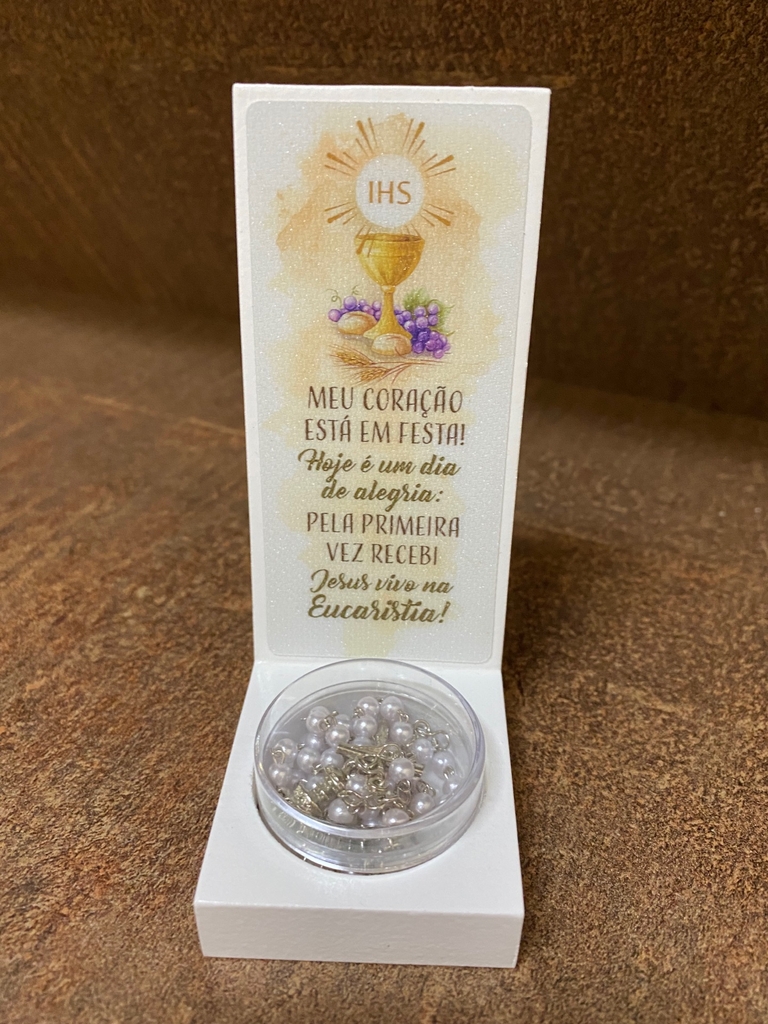 IHS
MEU CORAÇÃO
ESTÁ EM FESTA!
Hoje é um dia
de alegria:
PELA PRIMEIRA
VEZ RECEBI
Jesus vivo na
Eucaristia!